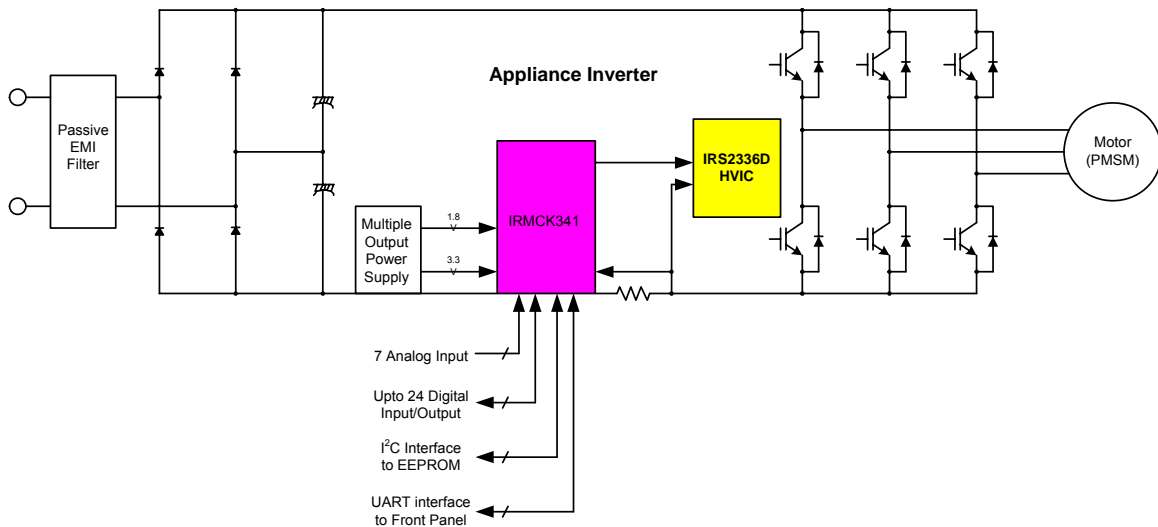 Appliance Inverter
Passive
EMI
Filter
IRS2336D
HVIC
Motor
(PMSM)
IRMCK341
Multiple
Output
Power
Supply
1.8
V
3.3
V
7 Analog Input
Upto 24 Digital
Input/Output
I²C Interface
to EEPROM
UART interface
to Front Panel